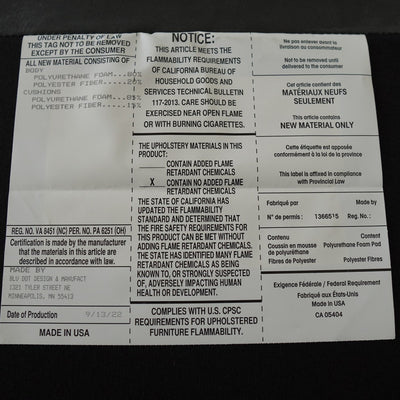 UNDER PENALTY OF LAW
THIS TAG NOT TO BE REMOVED
EXCEPT BY THE CONSUMER
ALL NEW MATERIAL CONSISTING OF
BODY
POLYURETHANE FOAM...80%
POLYESTER FIBER....20%
CUSHIONS
POLYURETHANE FOAM...85%
POLYESTER FIBER....15%
REG. NO. VA 8451 (NC) PER. NO. PA 6251 (OH)
Certification is made by the manufacturer
that the materials in this article are
described in accordance with law.
MADE BY
BLU DOT DESIGN & MANUFACT
1321 TYLER STREET NE
MINNEAPOLIS, MN 55413
Date of Production 9/13/22
MADE IN USA
NOTICE:
THIS ARTICLE MEETS THE
FLAMMABILITY REQUIREMENTS
OF CALIFORNIA BUREAU OF
HOUSEHOLD GOODS AND
SERVICES TECHNICAL BULLETIN
117-2013. CARE SHOULD BE
EXERCISED NEAR OPEN FLAME
OR WITH BURNING CIGARETTES.
THE UPHOLSTERY MATERIALS IN THIS
PRODUCT:
CONTAIN ADDED FLAME
RETARDANT CHEMICALS
X CONTAIN NO ADDED FLAME
RETARDANT CHEMICALS
THE STATE OF CALIFORNIA HAS
UPDATED THE FLAMMABILITY
STANDARD AND DETERMINED THAT
THE FIRE SAFETY REQUIREMENTS FOR
THIS PRODUCT CAN BE MET WITHOUT
ADDING FLAME RETARDANT CHEMICALS.
THE STATE HAS IDENTIFIED MANY FLAME
RETARDANT CHEMICALS AS BEING
KNOWN TO, OR STRONGLY SUSPECTED
OF, ADVERSELY IMPACTING HUMAN
HEALTH OR DEVELOPMENT.
COMPLIES WITH U.S. CPSC
REQUIREMENTS FOR UPHOLSTERED
FURNITURE FLAMMABILITY.
Ne pas enlever avant la
livraison au consommateur
Not to be removed until
delivered to the consumer
Cet article contient des
MATÉRIAUX NEUFS
SEULEMENT
This article contains
NEW MATERIAL ONLY
Cette étiquette est apposée
conformément à la loi de la province
This label is affixed in compliance
with Provincial Law
Fabriqué par Made by
N° de permis : 1366515 Reg. No.:
Contenu Content
Coussin en mousse Polyurethane Foam Pad
de polyuréthane
Fibres de Polyester Polyester Fibres
Exigence Fédérale / Federal Requirement
Fabriqué aux États-Unis
Made in USA
CA 05404